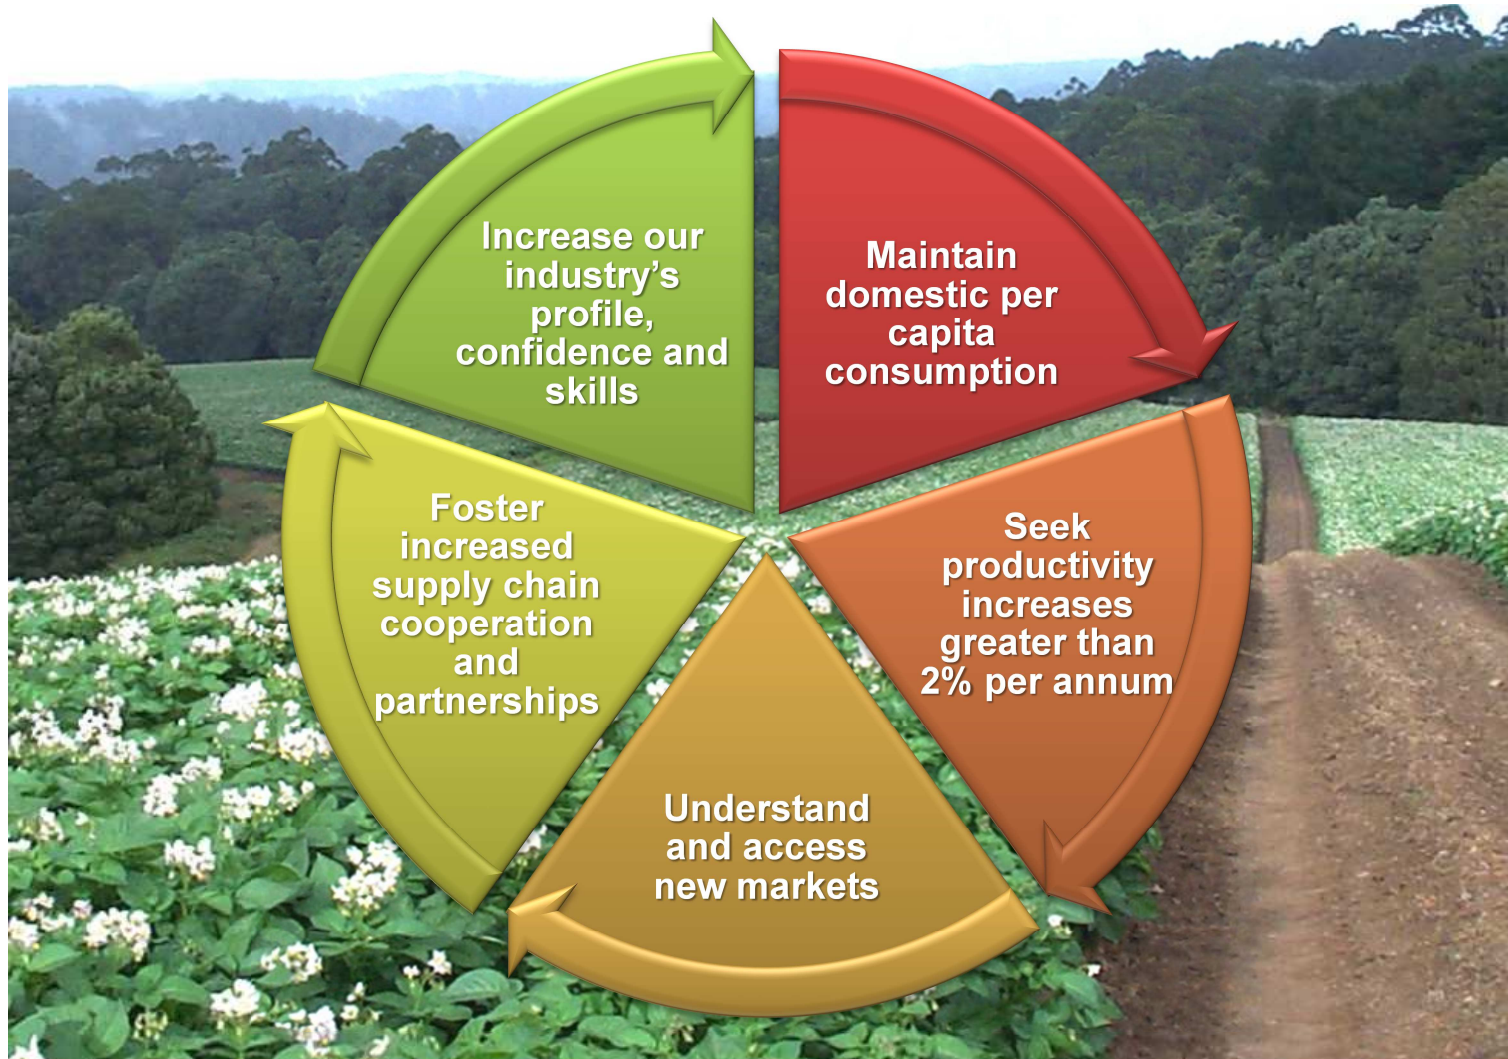 Maintain
domestic per
capita
consumption
Seek
productivity
increases
greater than
2% per annum
Understand
and access
new markets
Foster
increased
supply chain
cooperation
and
partnerships
Increase our
industry’s
profile,
confidence and
skills